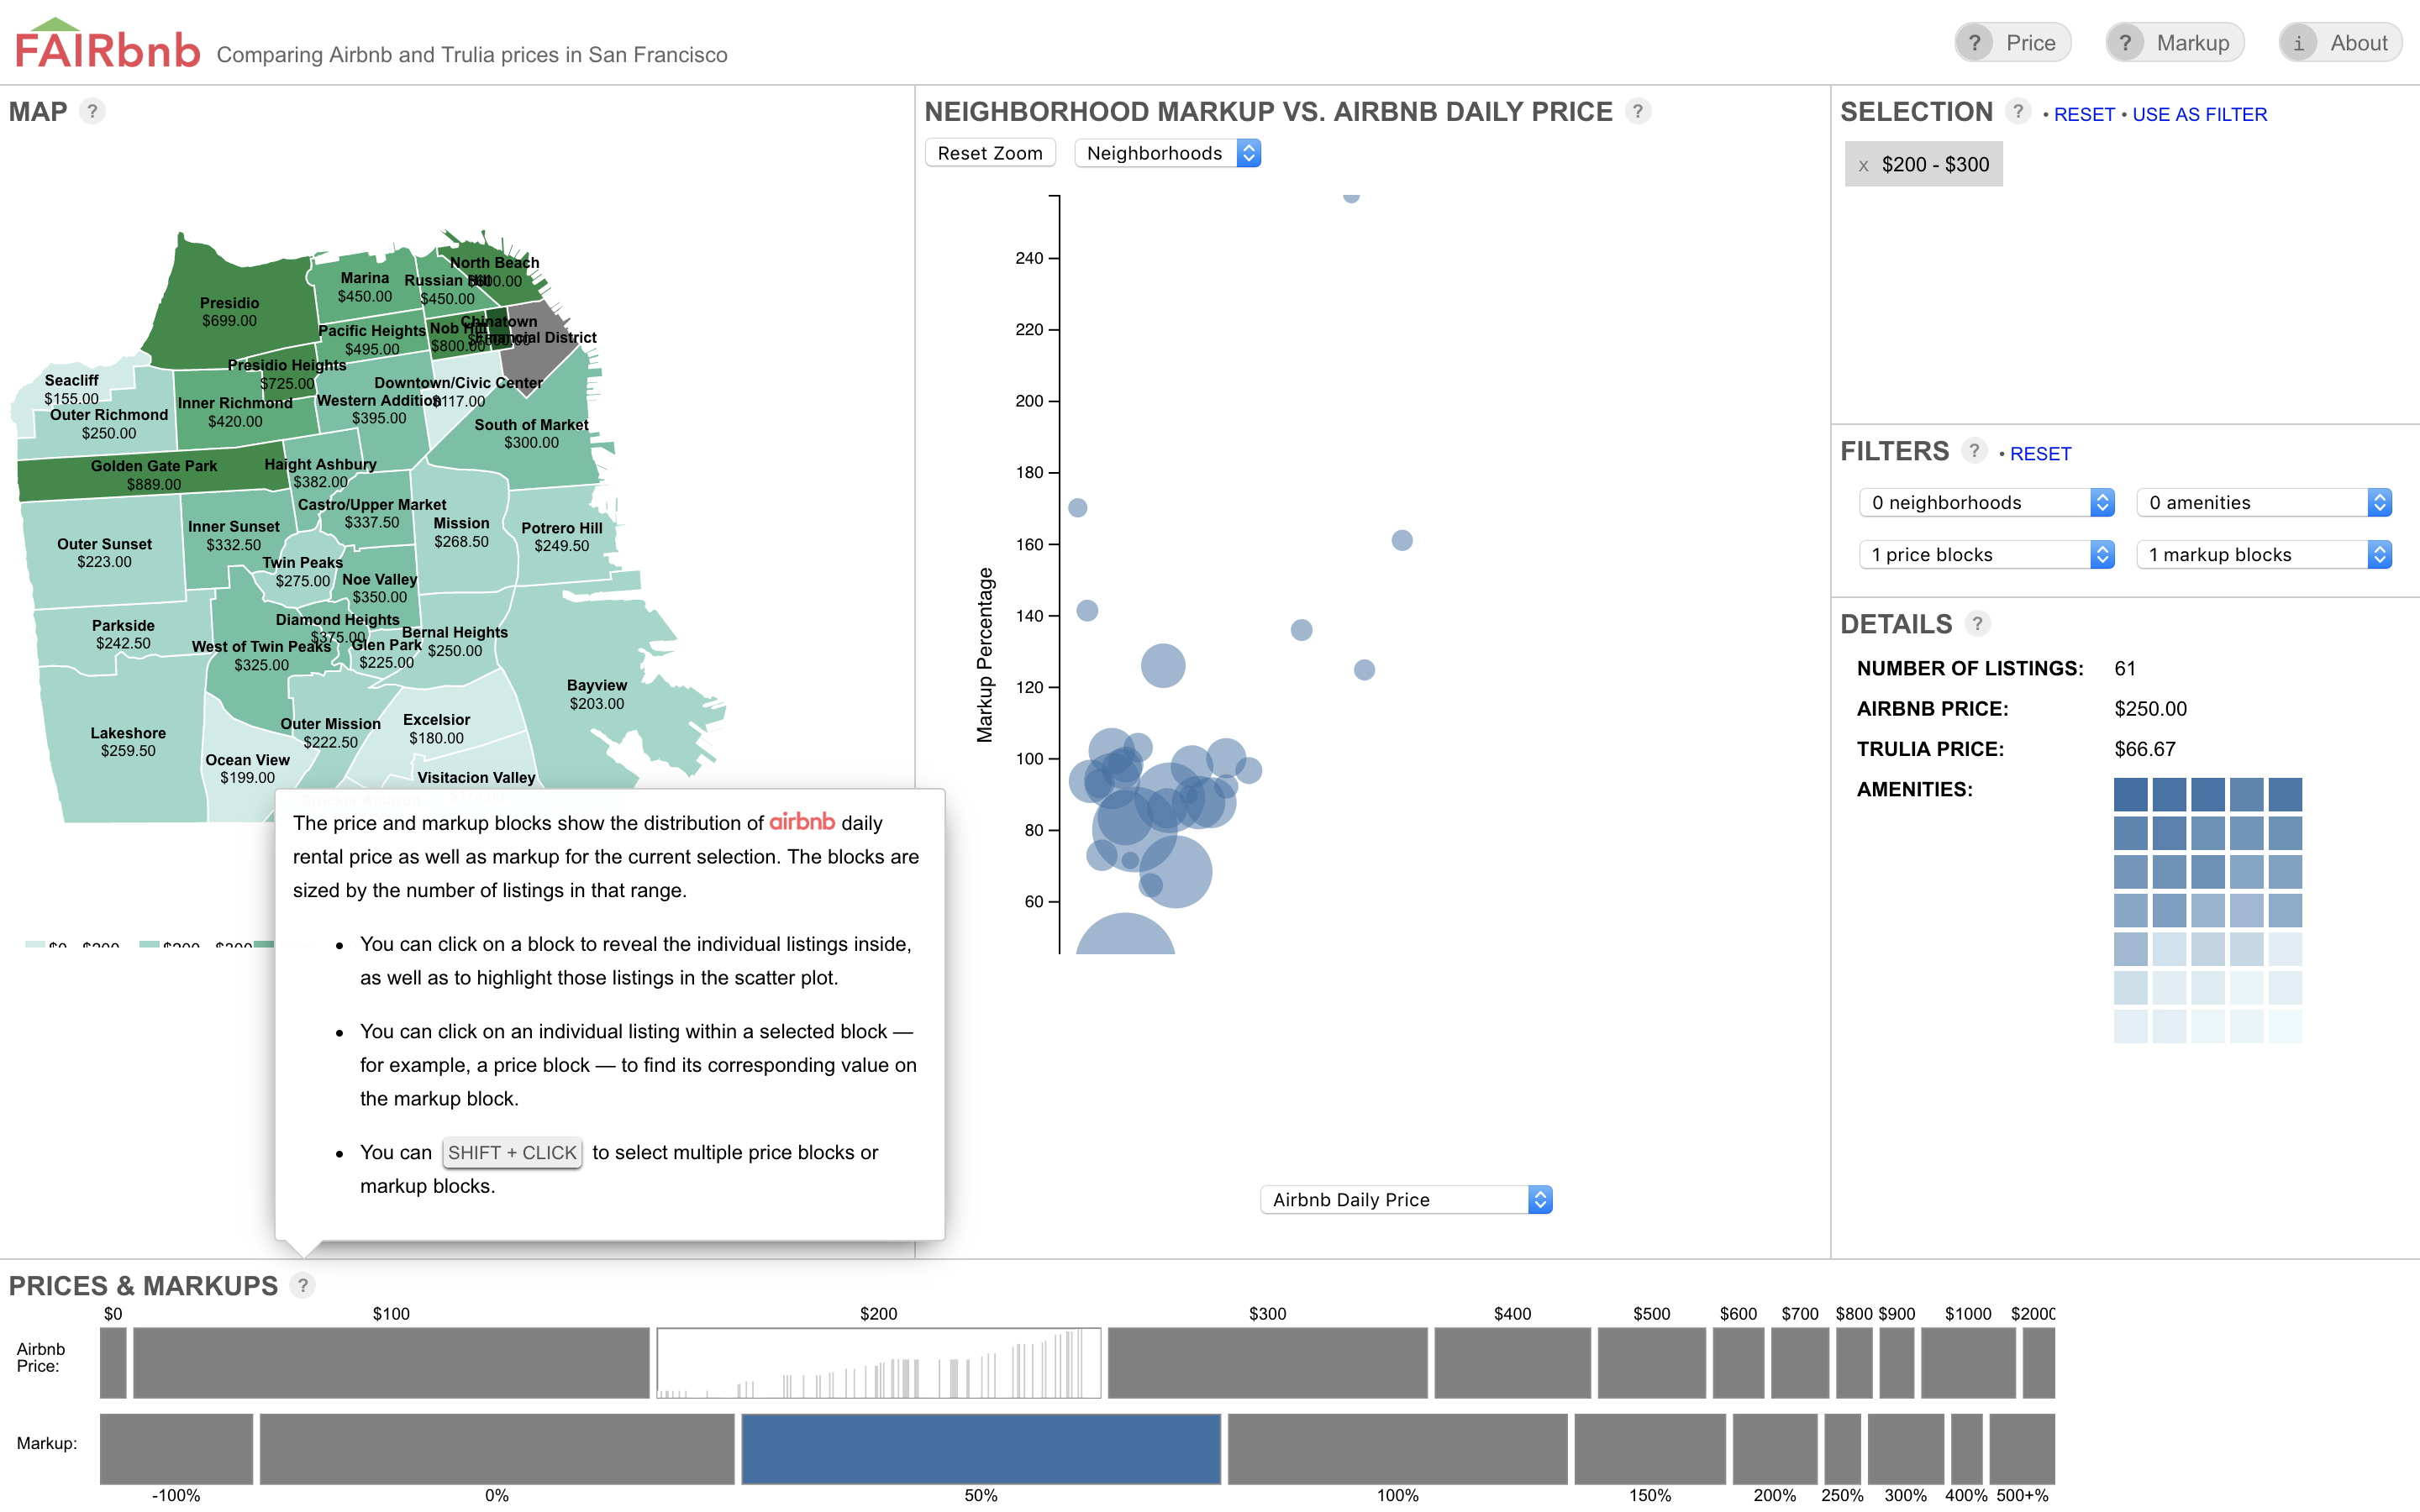 FAIRbnb Comparing Airbnb and Trulia prices in San Francisco
? Price ? Markup i About
MAP ?
North Beach
Marina
$450.00
Russian Hill
$450.00
Presidio
$699.00
Pacific Heights
$495.00
Nob Hill
$800.00
Chinatown
Financial District
Presidio Heights
$725.00
Seacliff
$155.00
Downtown/Civic Center
$117.00
Outer Richmond
$250.00
Inner Richmond
$420.00
Western Addition
$395.00
South of Market
$300.00
Golden Gate Park
$889.00
Haight Ashbury
$382.00
Castro/Upper Market
$337.50
Mission
$268.50
Potrero Hill
$249.50
Inner Sunset
$332.50
Outer Sunset
$223.00
Twin Peaks
$275.00
Noe Valley
$350.00
Diamond Heights
$375.00
Parkside
$242.50
Bernal Heights
$250.00
West of Twin Peaks
$325.00
Glen Park
$225.00
Bayview
$203.00
Lakeshore
$259.50
Outer Mission
$222.50
Excelsior
$180.00
Ocean View
$199.00
Visitacion Valley
Crocker Amazon
$0 - $200 $200 - $300
The price and markup blocks show the distribution of airbnb daily
rental price as well as markup for the current selection. The blocks are
sized by the number of listings in that range.
• You can click on a block to reveal the individual listings inside,
as well as to highlight those listings in the scatter plot.
• You can click on an individual listing within a selected block —
for example, a price block — to find its corresponding value on
the markup block.
• You can SHIFT + CLICK to select multiple price blocks or
markup blocks.
NEIGHBORHOOD MARKUP VS. AIRBNB DAILY PRICE ?
Reset Zoom Neighborhoods
Markup Percentage
240
220
200
180
160
140
120
100
80
60
Airbnb Daily Price
SELECTION ? • RESET • USE AS FILTER
x $200 - $300
FILTERS ? • RESET
0 neighborhoods 0 amenities
1 price blocks 1 markup blocks
DETAILS ?
NUMBER OF LISTINGS: 61
AIRBNB PRICE: $250.00
TRULIA PRICE: $66.67
AMENITIES:
PRICES & MARKUPS ?
$0 $100 $200 $300 $400 $500 $600 $700 $800 $900 $1000 $2000
Airbnb
Price:
Markup:
-100% 0% 50% 100% 150% 200% 250% 300% 400% 500+%